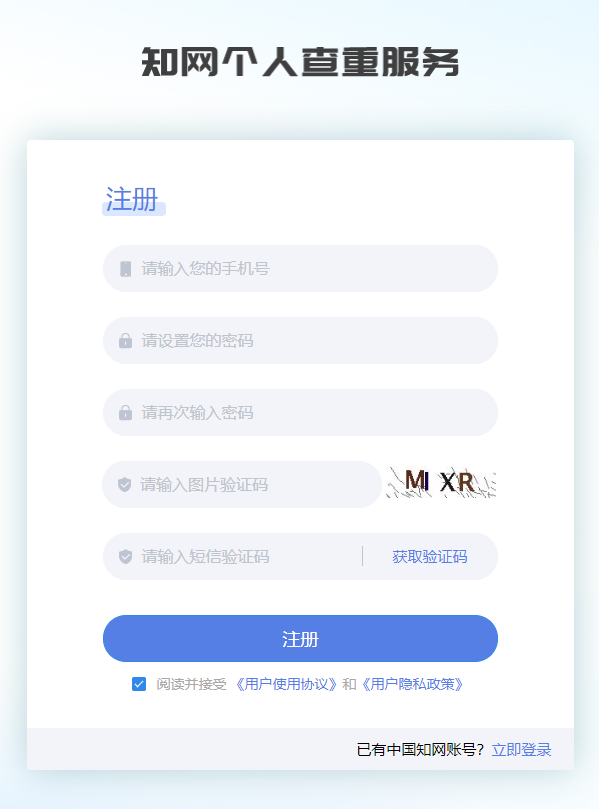 知网个人查重服务
注册
请输入您的手机号
请设置您的密码
请再次输入密码
请输入图片验证码
MIXR
请输入短信验证码 获取验证码
注册
阅读并接受《用户使用协议》和《用户隐私政策》
已有中国知网账号？立即登录